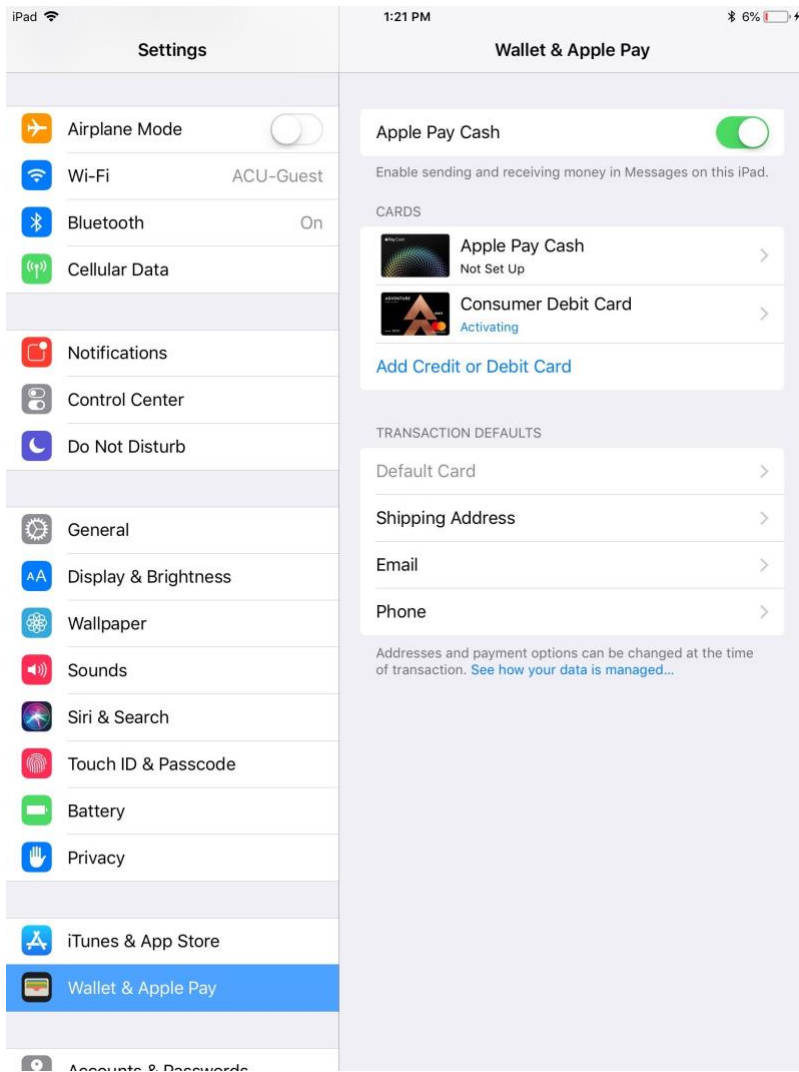 iPad
1:21 PM
6%
Settings
Wallet & Apple Pay
Airplane Mode
Wi-Fi
ACU-Guest
Bluetooth
On
Cellular Data
Notifications
Control Center
Do Not Disturb
General
AA
Display & Brightness
Wallpaper
Sounds
Siri & Search
Touch ID & Passcode
Battery
Privacy
iTunes & App Store
Wallet & Apple Pay
Accounts & Passwords
Apple Pay Cash
Enable sending and receiving money in Messages on this iPad.
CARDS
Apple Pay Cash
Not Set Up
ADVENTURE
Consumer Debit Card
Activating
Add Credit or Debit Card
TRANSACTION DEFAULTS
Default Card
Shipping Address
Email
Phone
Addresses and payment options can be changed at the time
of transaction. See how your data is managed...